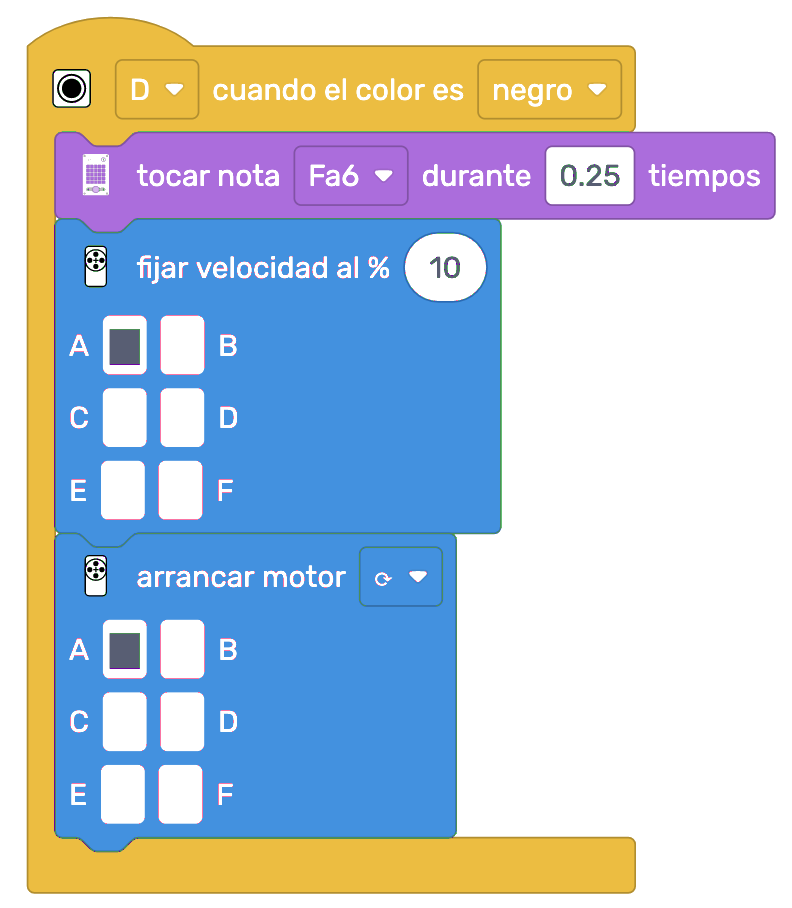 D cuando el color es negro
tocar nota Fa6 durante 0.25 tiempos
fijar velocidad al % 10
A B
C D
E F
arrancar motor ⟳
A B
C D
E F